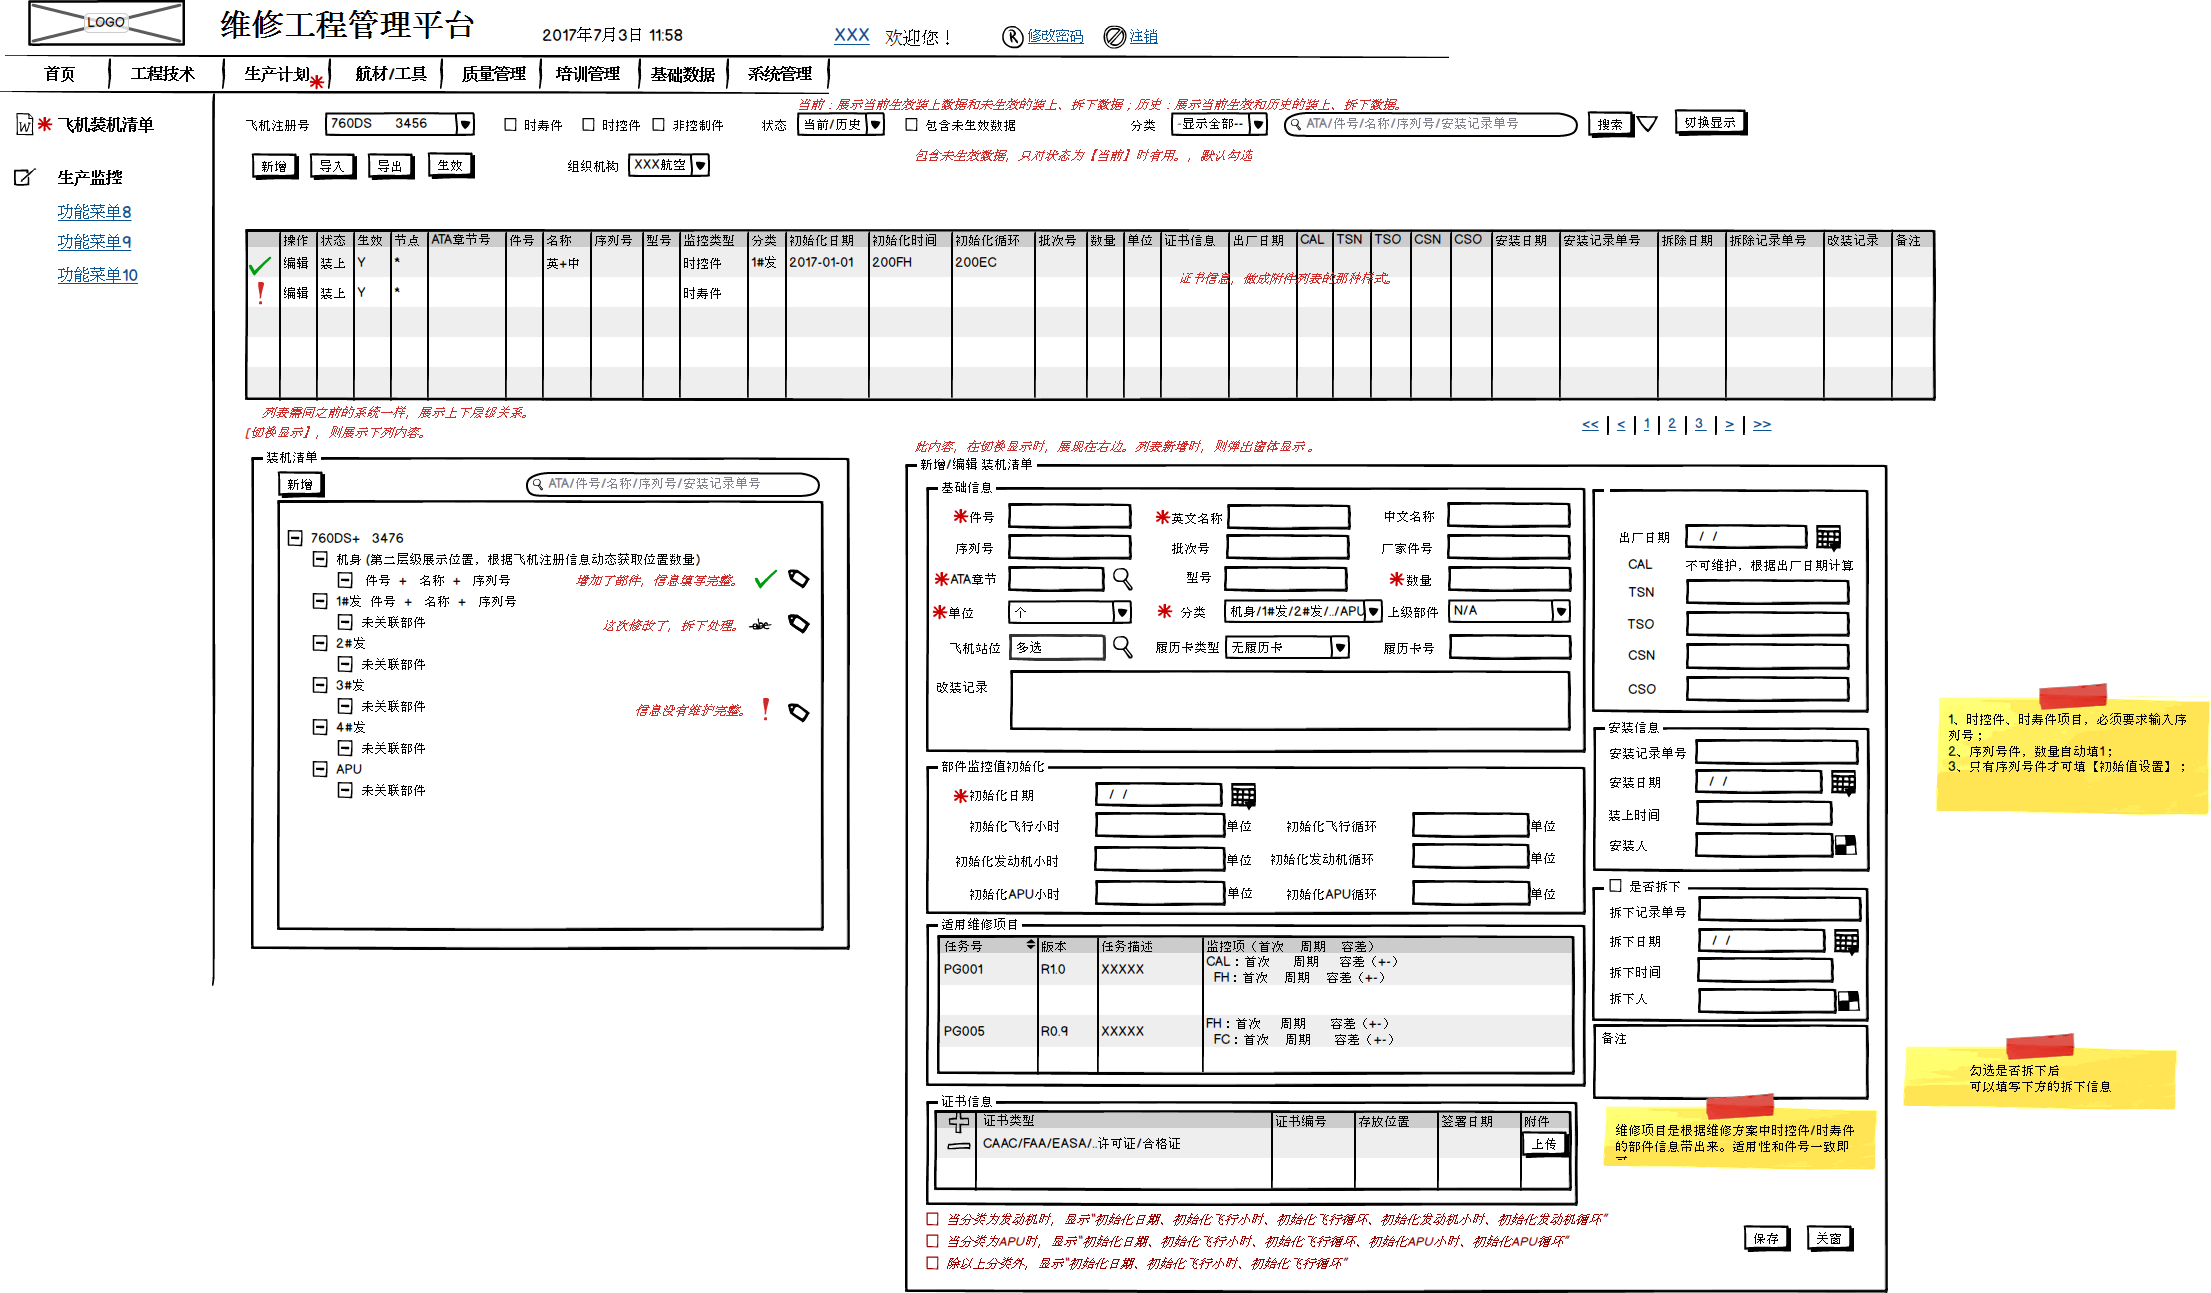 LOGO
维修工程管理平台
2017年7月3日 11:58
XXX 欢迎您！
修改密码
注销
首页 工程技术 生产计划 航材/工具 质量管理 培训管理 基础数据 系统管理
飞机装机清单
生产监控
功能菜单8
功能菜单9
功能菜单10
当前：展示当前生效装上数据和未生效的装上、拆下数据；历史：展示当前生效和历史的装上、拆下数据。
飞机注册号 760DS 3456 时寿件 时控件 非控制件 状态 当前/历史 包含未生效数据 分类 -显示全部-- ATA/件号/名称/序列号/安装记录单号 搜索 切换显示
包含未生效数据，只对状态为【当前】时有用。，默认勾选
新增 导入 导出 生效 组织机构 XXX航空
操作 状态 生效 节点 ATA章节号 件号 名称 序列号 型号 监控类型 分类 初始化日期 初始化时间 初始化循环 批次号 数量 单位 证书信息 出厂日期 CAL TSN TSO CSN CSO 安装日期 安装记录单号 拆除日期 拆除记录单号 改装记录 备注
编辑 装上 Y * 英+中 时控件 1#发 2017-01-01 200FH 200EC
证书信息，做成附件列表的那种样式。
编辑 装上 Y * 时寿件
列表需同之前的系统一样，展示上下层级关系。
[切换显示】，则展示下列内容。
<< | < | 1 | 2 | 3 | > | >>
装机清单
新增 ATA/件号/名称/序列号/安装记录单号
760DS+ 3476
机身 (第二层级展示位置，根据飞机注册信息动态获取位置数量)
件号 + 名称 + 序列号 增加了部件，信息填写完整。
1#发 件号 + 名称 + 序列号
未关联部件 这次修改了，拆下处理。 abc
2#发
未关联部件
3#发
未关联部件 信息没有维护完整。
4#发
未关联部件
APU
未关联部件
此内容，在切换显示时，展现在右边。列表新增时，则弹出窗体显示 。
新增/编辑 装机清单
基础信息
件号 英文名称 中文名称
序列号 批次号 厂家件号
ATA章节 型号 数量
单位 个 分类 机身/1#发/2#发/../APU 上级部件 N/A
飞机站位 多选 履历卡类型 无履历卡 履历卡号
改装记录
部件监控值初始化
初始化日期 / /
初始化飞行小时 单位 初始化飞行循环 单位
初始化发动机小时 单位 初始化发动机循环 单位
初始化APU小时 单位 初始化APU循环 单位
适用维修项目
任务号 版本 任务描述 监控项（首次 周期 容差）
PG001 R1.0 XXXXX CAL：首次 周期 容差（+-）
FH：首次 周期 容差（+-）
PG005 R0.9 XXXXX FH：首次 周期 容差（+-）
FC：首次 周期 容差（+-）
证书信息
证书类型 证书编号 存放位置 签署日期 附件
CAAC/FAA/EASA/..许可证/合格证 上传
当分类为发动机时，显示“初始化日期、初始化飞行小时、初始化飞行循环、初始化发动机小时、初始化发动机循环”
当分类为APU时，显示“初始化日期、初始化飞行小时、初始化飞行循环、初始化APU小时、初始化APU循环”
除以上分类外，显示“初始化日期、初始化飞行小时、初始化飞行循环”
出厂日期 / /
CAL 不可维护，根据出厂日期计算
TSN
TSO
CSN
CSO
安装信息
安装记录单号
安装日期 / /
装上时间
安装人
是否拆下
拆下记录单号
拆下日期 / /
拆下时间
拆下人
备注
维修项目是根据维修方案中时控件/时寿件
的部件信息带出来。适用性和件号一致即
保存 关窗
1、时控件、时寿件项目，必须要求输入序
列号；
2、序列号件，数量自动填1；
3、只有序列号件才可填【初始值设置】；
勾选是否拆下后
可以填写下方的拆下信息